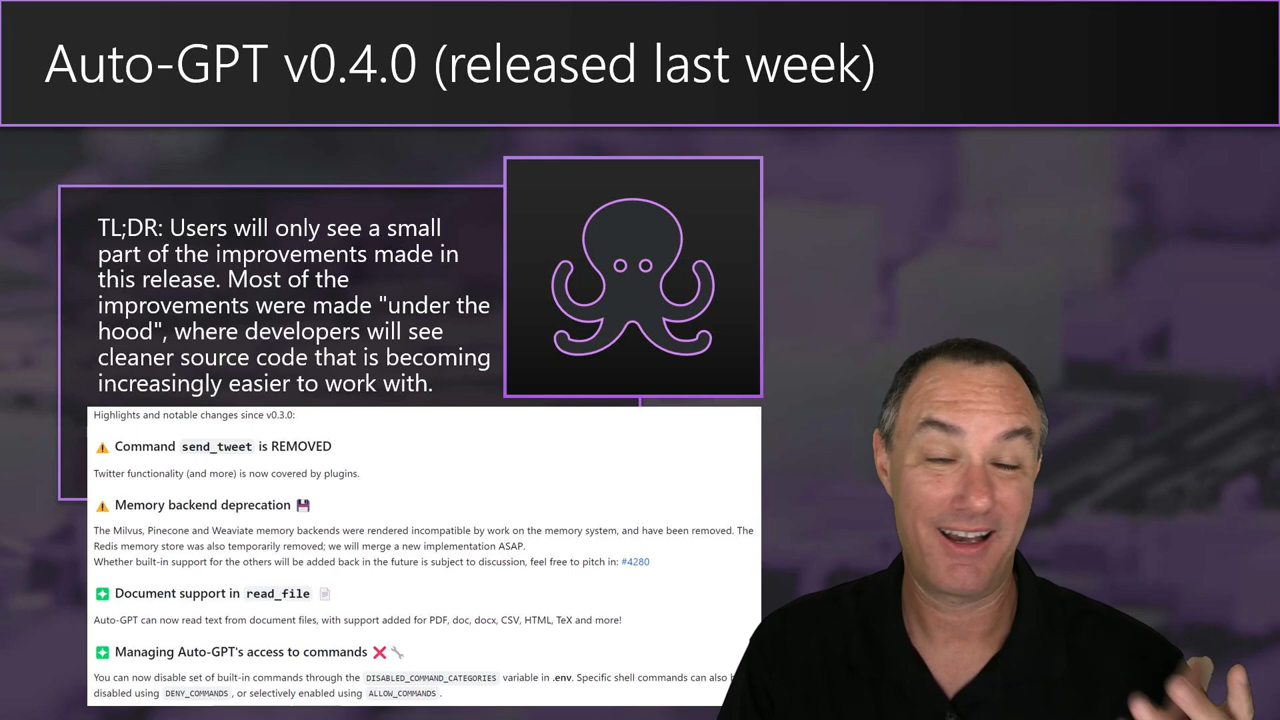 Auto-GPT v0.4.0 (released last week)
TL;DR: Users will only see a small
part of the improvements made in
this release. Most of the
improvements were made "under the
hood", where developers will see
cleaner source code that is becoming
increasingly easier to work with.
Highlights and notable changes since v0.3.0:
⚠️ Command send_tweet is REMOVED
Twitter functionality (and more) is now covered by plugins.
⚠️ Memory backend deprecation 💾
The Milvus, Pinecone and Weaviate memory backends were rendered incompatible by work on the memory system, and have been removed. The
Redis memory store was also temporarily removed; we will merge a new implementation ASAP.
Whether built-in support for the others will be added back in the future is subject to discussion, feel free to pitch in: #4280
❇️ Document support in read_file 📄
Auto-GPT can now read text from document files, with support added for PDF, doc, docx, CSV, HTML, TeX and more!
❇️ Managing Auto-GPT's access to commands ❌ 🔧
You can now disable set of built-in commands through the DISABLED_COMMAND_CATEGORIES variable in .env. Specific shell commands can also
disabled using DENY_COMMANDS, or selectively enabled using ALLOW_COMMANDS.